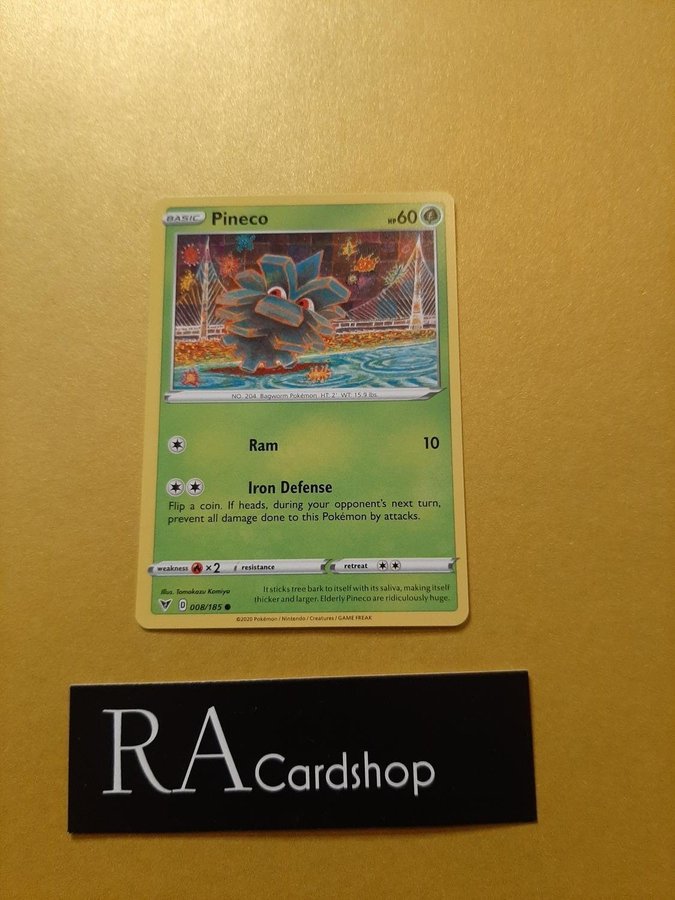 BASIC Pineco HP 60
NO. 204 Bagworm Pokémon HT. 2' WT. 15.9 lbs.
Ram 10
Iron Defense
Flip a coin. If heads, during your opponent's next turn,
prevent all damage done to this Pokémon by attacks.
weakness ×2 resistance retreat
Illus. Tomokazu Komiya
It sticks tree bark to itself with its saliva, making itself
thicker and larger. Elderly Pineco are ridiculously huge.
D 008/185
©2020 Pokémon / Nintendo / Creatures / GAME FREAK
RA Cardshop